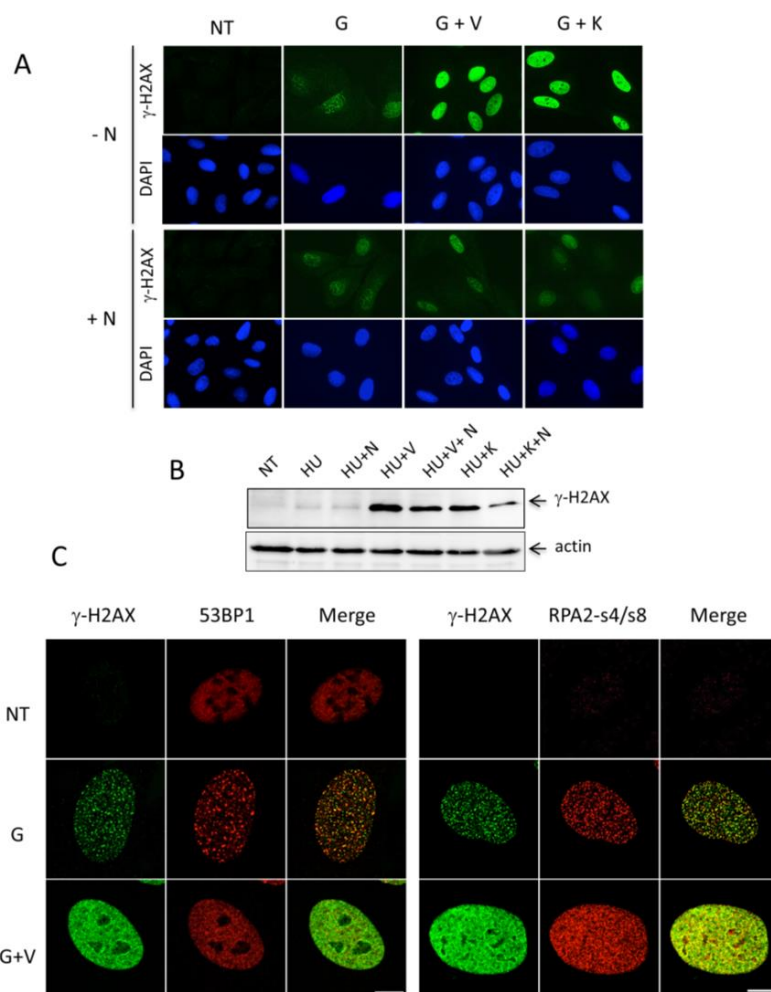 NT G G + V G + K
A
- N
γ-H2AX
DAPI
+ N
γ-H2AX
DAPI
B
NT HU HU+N HU+V HU+V+ N HU+K HU+K+N
γ-H2AX
actin
C
γ-H2AX 53BP1 Merge γ-H2AX RPA2-s4/s8 Merge
NT
G
G+V